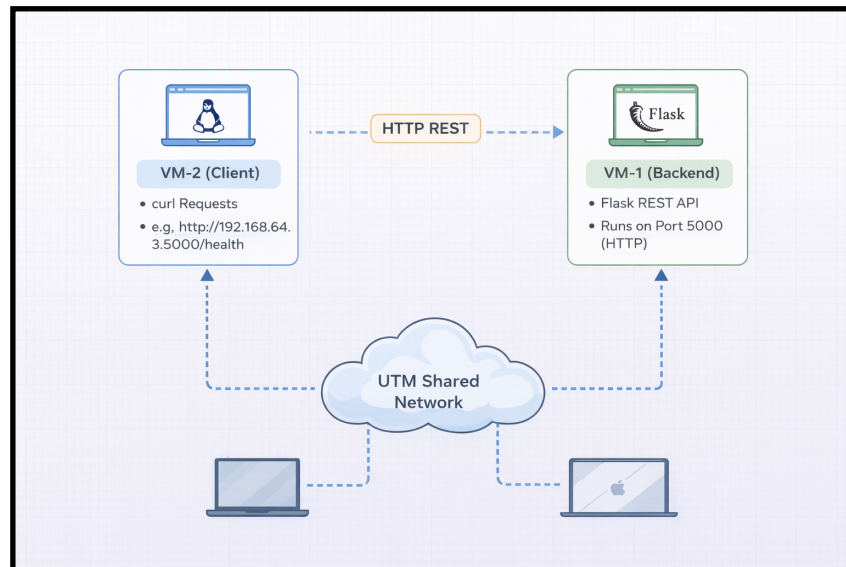 HTTP REST
Flask
VM-2 (Client)
• curl Requests
• e.g, http://192.168.64.
3.5000/health
VM-1 (Backend)
• Flask REST API
• Runs on Port 5000
(HTTP)
UTM Shared
Network